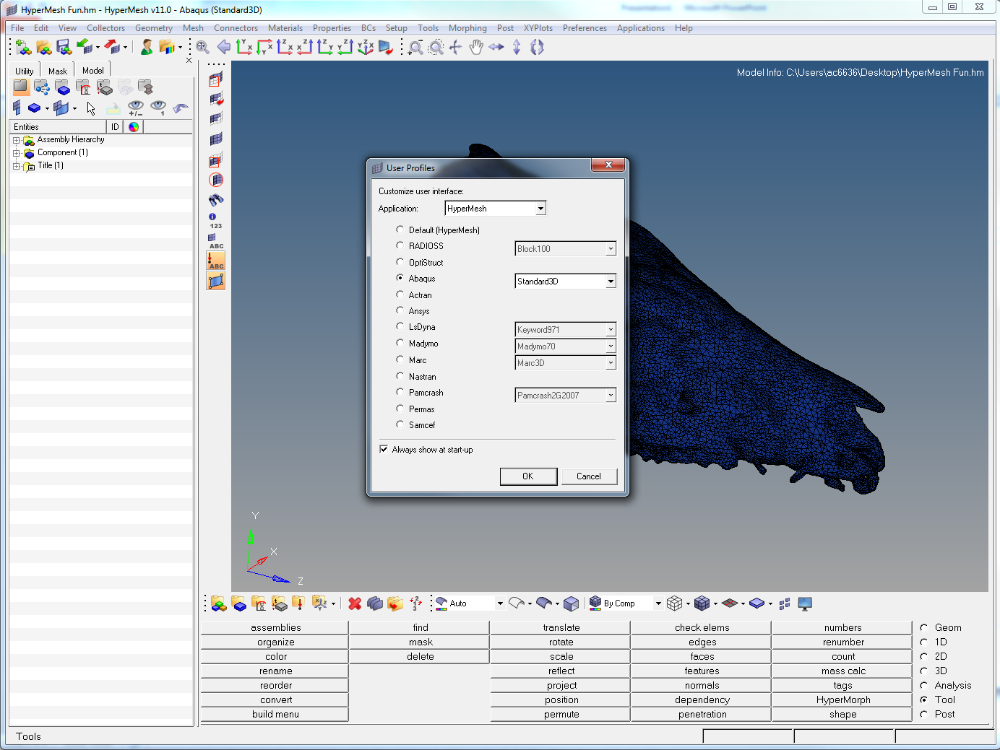 HyperMesh Fun.hm - HyperMesh v11.0 - Abaqus (Standard3D)
File Edit View Collectors Geometry Mesh Connectors Materials Properties BCs Setup Tools Morphing Post XYPlots Preferences Applications Help
Utility Mask Model
Entities ID
Assembly Hierarchy
Component (1)
Title (1)
123
ABC
ABC
Model Info: C:\Users\ac6636\Desktop\HyperMesh Fun.hm
User Profiles
Customize user interface:
Application: HyperMesh
Default (HyperMesh)
RADIOSS Block100
OptiStruct
Abaqus Standard3D
Actran
Ansys
LsDyna Keyword971
Madymo Madymo70
Marc Marc3D
Nastran
Pamcrash Pamcrash2G2007
Permas
Samcef
Always show at start-up
OK Cancel
Y
X
Z
Auto By Comp
assemblies find translate check elems numbers Geom
organize mask rotate edges renumber 1D
color delete scale faces count 2D
rename reflect features mass calc 3D
reorder project normals tags Analysis
convert position dependency HyperMorph Tool
build menu permute penetration shape Post
Tools